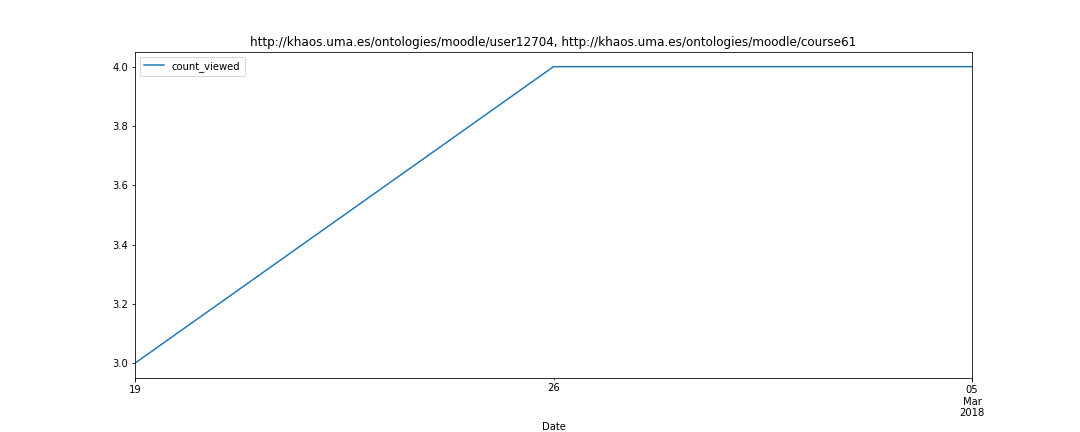 http://khaos.uma.es/ontologies/moodle/user12704, http://khaos.uma.es/ontologies/moodle/course61
count_viewed
4.0
3.8
3.6
3.4
3.2
3.0
19
26
05
Mar
2018
Date